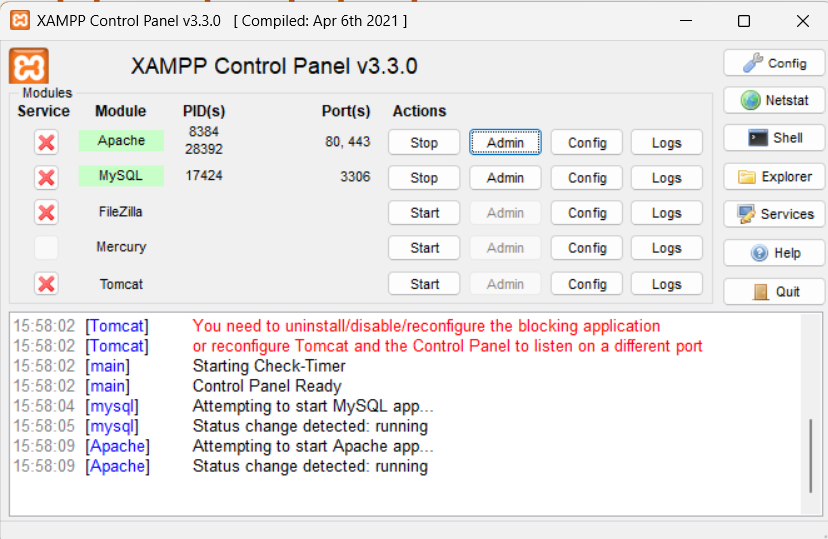 XAMPP Control Panel v3.3.0 [ Compiled: Apr 6th 2021 ]
XAMPP Control Panel v3.3.0
Config
Modules
Service Module PID(s) Port(s) Actions
Netstat
Apache 8384 28392 80, 443 Stop Admin Config Logs
Shell
MySQL 17424 3306 Stop Admin Config Logs
Explorer
FileZilla Start Admin Config Logs
Services
Mercury Start Admin Config Logs
Help
Tomcat Start Admin Config Logs
Quit
15:58:02 [Tomcat] You need to uninstall/disable/reconfigure the blocking application
15:58:02 [Tomcat] or reconfigure Tomcat and the Control Panel to listen on a different port
15:58:02 [main] Starting Check-Timer
15:58:02 [main] Control Panel Ready
15:58:04 [mysql] Attempting to start MySQL app...
15:58:05 [mysql] Status change detected: running
15:58:09 [Apache] Attempting to start Apache app...
15:58:09 [Apache] Status change detected: running